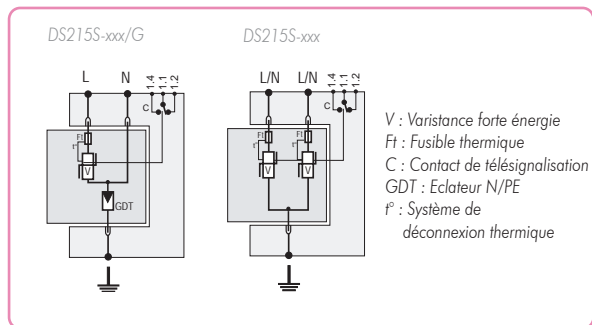 DS215S-xxx/G
DS215S-xxx
L N 1.4 1.1 1.2
C
Ft
t°
V
GDT
L/N L/N 1.4 1.1 1.2
C
Ft Ft
t° t°
V V
V : Varistance forte énergie
Ft : Fusible thermique
C : Contact de télésignalisation
GDT : Eclateur N/PE
t° : Système de
déconnexion thermique